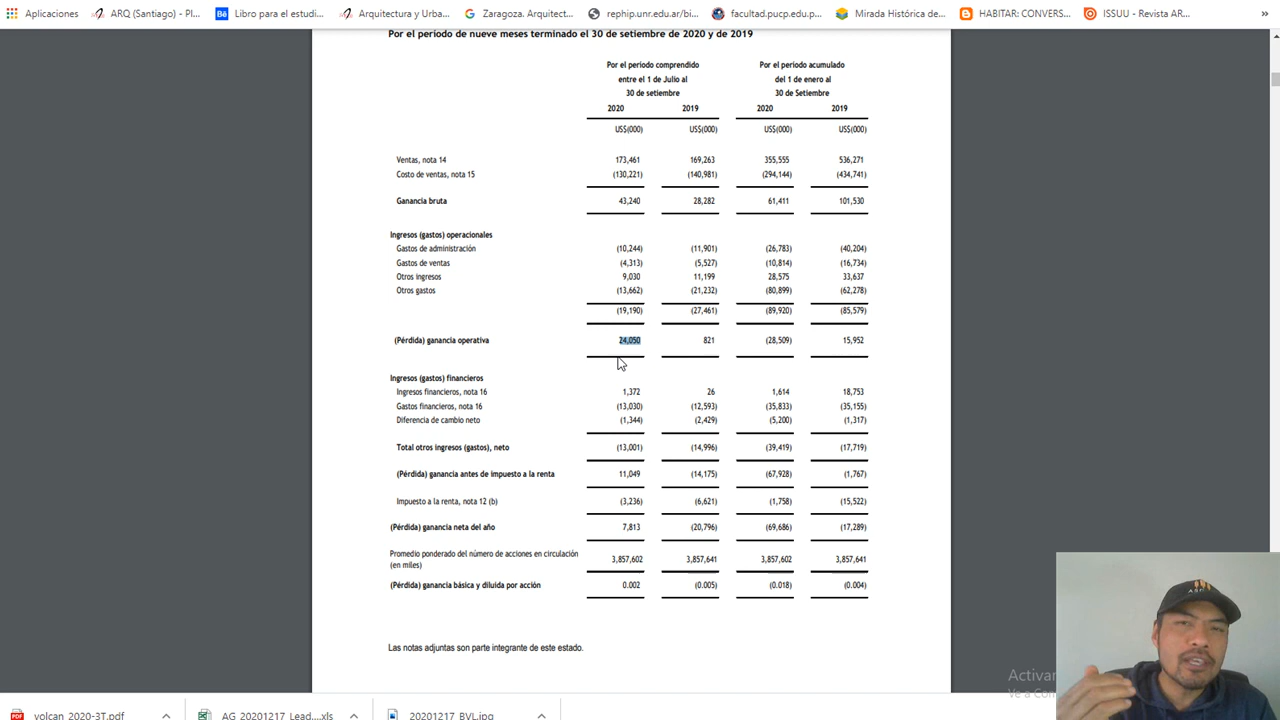 Aplicaciones ARQ (Santiago) - Pl... Libro para el estudi... Arquitectura y Urba... Zaragoza. Arquitect... rephip.unr.edu.ar/bi... facultad.pucp.edu.p... Mirada Histórica de... HABITAR: CONVERS... ISSUU - Revista AR... »
Por el periodo de nueve meses terminado el 30 de setiembre de 2020 y de 2019
Por el periodo comprendido Por el periodo acumulado
entre el 1 de Julio al del 1 de enero al
30 de setiembre 30 de Setiembre
2020 2019 2020 2019
US$(000) US$(000) US$(000) US$(000)
Ventas, nota 14 173,461 169,263 355,555 536,271
Costo de ventas, nota 15 (130,221) (140,981) (294,144) (434,741)
Ganancia bruta 43,240 28,282 61,411 101,530
Ingresos (gastos) operacionales
Gastos de administración (10,244) (11,901) (26,783) (40,204)
Gastos de ventas (4,313) (5,527) (10,814) (16,734)
Otros ingresos 9,030 11,199 28,575 33,637
Otros gastos (13,662) (21,232) (80,899) (62,278)
(19,190) (27,461) (89,920) (85,579)
(Pérdida) ganancia operativa 24,050 821 (28,509) 15,952
Ingresos (gastos) financieros
Ingresos financieros, nota 16 1,372 26 1,614 18,753
Gastos financieros, nota 16 (13,030) (12,593) (35,833) (35,155)
Diferencia de cambio neto (1,344) (2,429) (5,200) (1,317)
Total otros ingresos (gastos), neto (13,001) (14,996) (39,419) (17,719)
(Pérdida) ganancia antes de impuesto a la renta 11,049 (14,175) (67,928) (1,767)
Impuesto a la renta, nota 12 (b) (3,236) (6,621) (1,758) (15,522)
(Pérdida) ganancia neta del año 7,813 (20,796) (69,686) (17,289)
Promedio ponderado del número de acciones en circulación
(en miles) 3,857,602 3,857,641 3,857,602 3,857,641
(Pérdida) ganancia básica y diluida por acción 0.002 (0.005) (0.018) (0.004)
Las notas adjuntas son parte integrante de este estado.
Activar
Ve a Con
volcan_2020-3T.pdf AG_20201217_Lead....xls 20201217_BVL.jpg